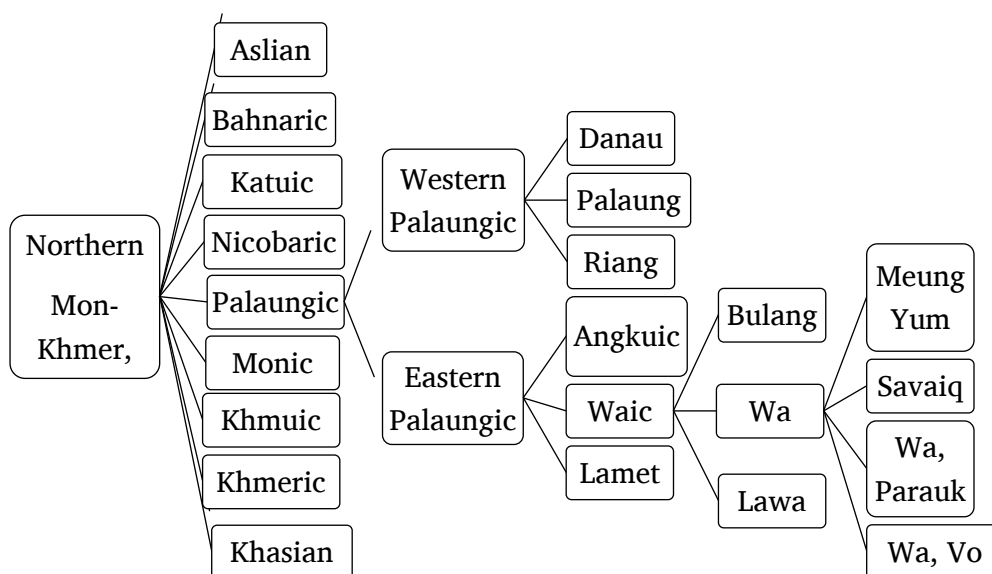 Northern
Mon-
Khmer,
Aslian
Bahnaric
Katuic
Nicobaric
Palaungic
Monic
Khmuic
Khmeric
Khasian
Western
Palaungic
Eastern
Palaungic
Danau
Palaung
Riang
Angkuic
Waic
Lamet
Bulang
Wa
Lawa
Meung
Yum
Savaiq
Wa,
Parauk
Wa, Vo